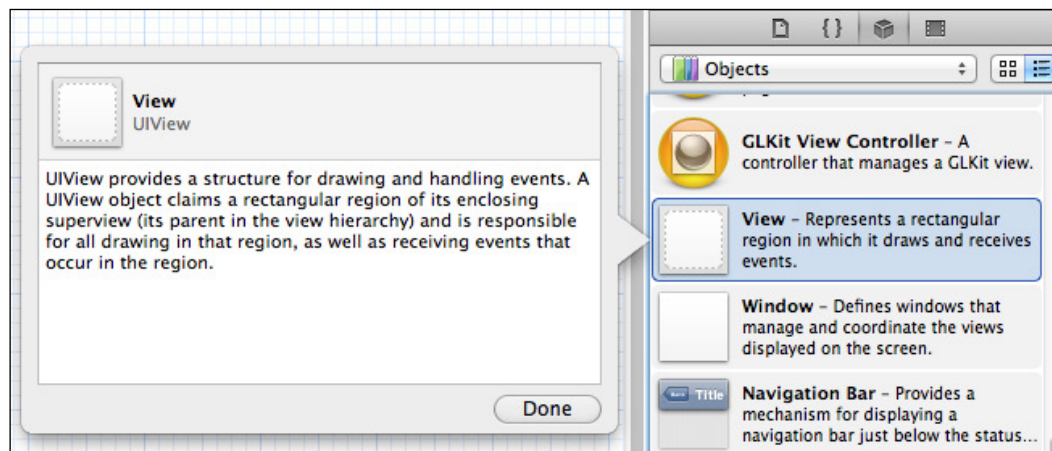 View
UIView
UIView provides a structure for drawing and handling events. A
UIView object claims a rectangular region of its enclosing
superview (its parent in the view hierarchy) and is responsible
for all drawing in that region, as well as receiving events that
occur in the region.
Done
{}
Objects
GLKit View Controller – A
controller that manages a GLKit view.
View – Represents a rectangular
region in which it draws and receives
events.
Window – Defines windows that
manage and coordinate the views
displayed on the screen.
Title
Navigation Bar – Provides a
mechanism for displaying a
navigation bar just below the status...